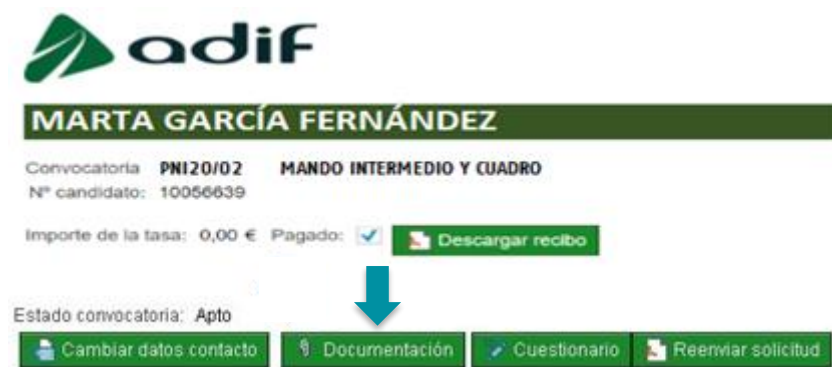 adif
MARTA GARCÍA FERNÁNDEZ
Convocatoria PNI20/02 MANDO INTERMEDIO Y CUADRO
Nº candidato: 10056639
Importe de la tasa: 0,00 € Pagado: Descargar recibo
Estado convocatoria: Apto
Cambiar datos contacto Documentación Cuestionario Reenviar solicitud